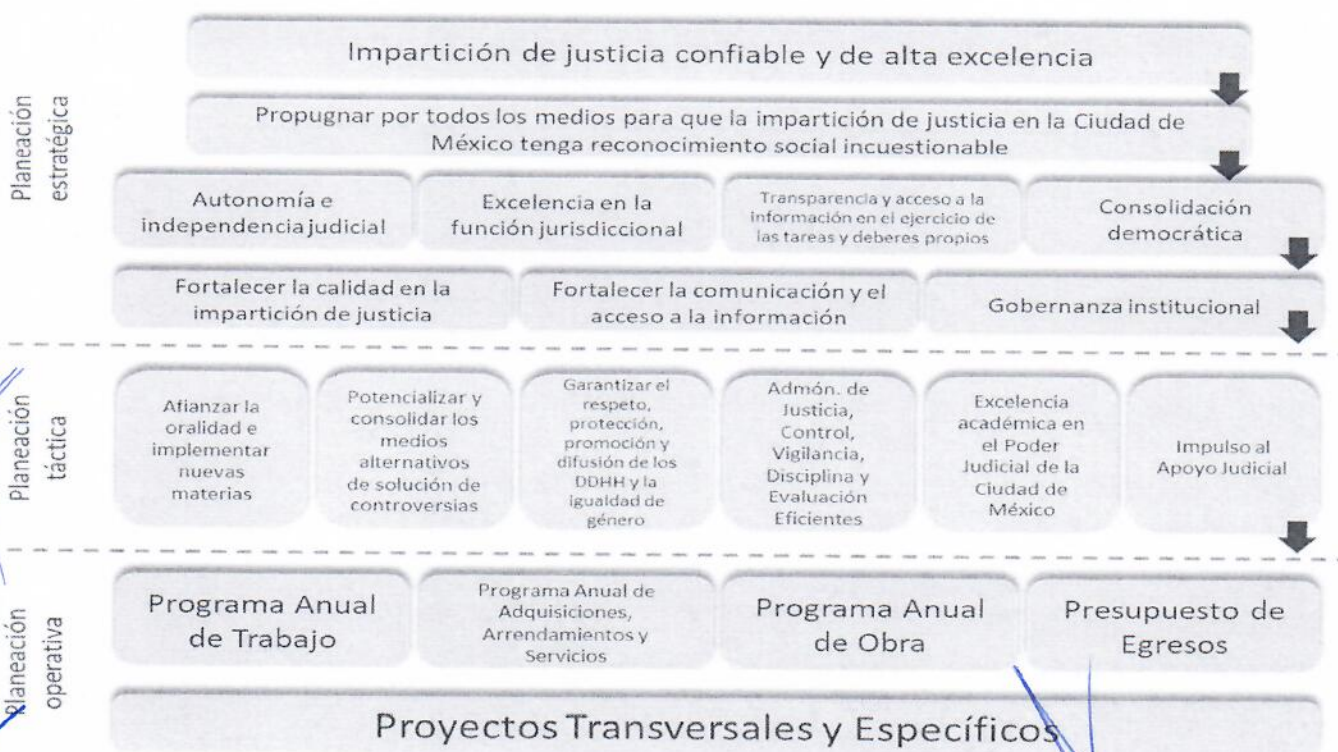 Planeación
estratégica
Impartición de justicia confiable y de alta excelencia
Propugnar por todos los medios para que la impartición de justicia en la Ciudad de
México tenga reconocimiento social incuestionable
Autonomía e
independencia judicial
Excelencia en la
función jurisdiccional
Transparencia y acceso a la
información en el ejercicio de
las tareas y deberes propios
Consolidación
democrática
Fortalecer la calidad en la
impartición de justicia
Fortalecer la comunicación y el
acceso a la información
Gobernanza institucional
Planeación
táctica
Afianzar la
oralidad e
implementar
nuevas
materias
Potencializar y
consolidar los
medios
alternativos
de solución de
controversias
Garantizar el
respeto,
protección,
promoción y
difusión de los
DDHH y la
igualdad de
género
Admón. de
Justicia,
Control,
Vigilancia,
Disciplina y
Evaluación
Eficientes
Excelencia
académica en
el Poder
Judicial de la
Ciudad de
México
Impulso al
Apoyo Judicial
Planeación
operativa
Programa Anual
de Trabajo
Programa Anual de
Adquisiciones,
Arrendamientos y
Servicios
Programa Anual
de Obra
Presupuesto de
Egresos
Proyectos Transversales y Específicos